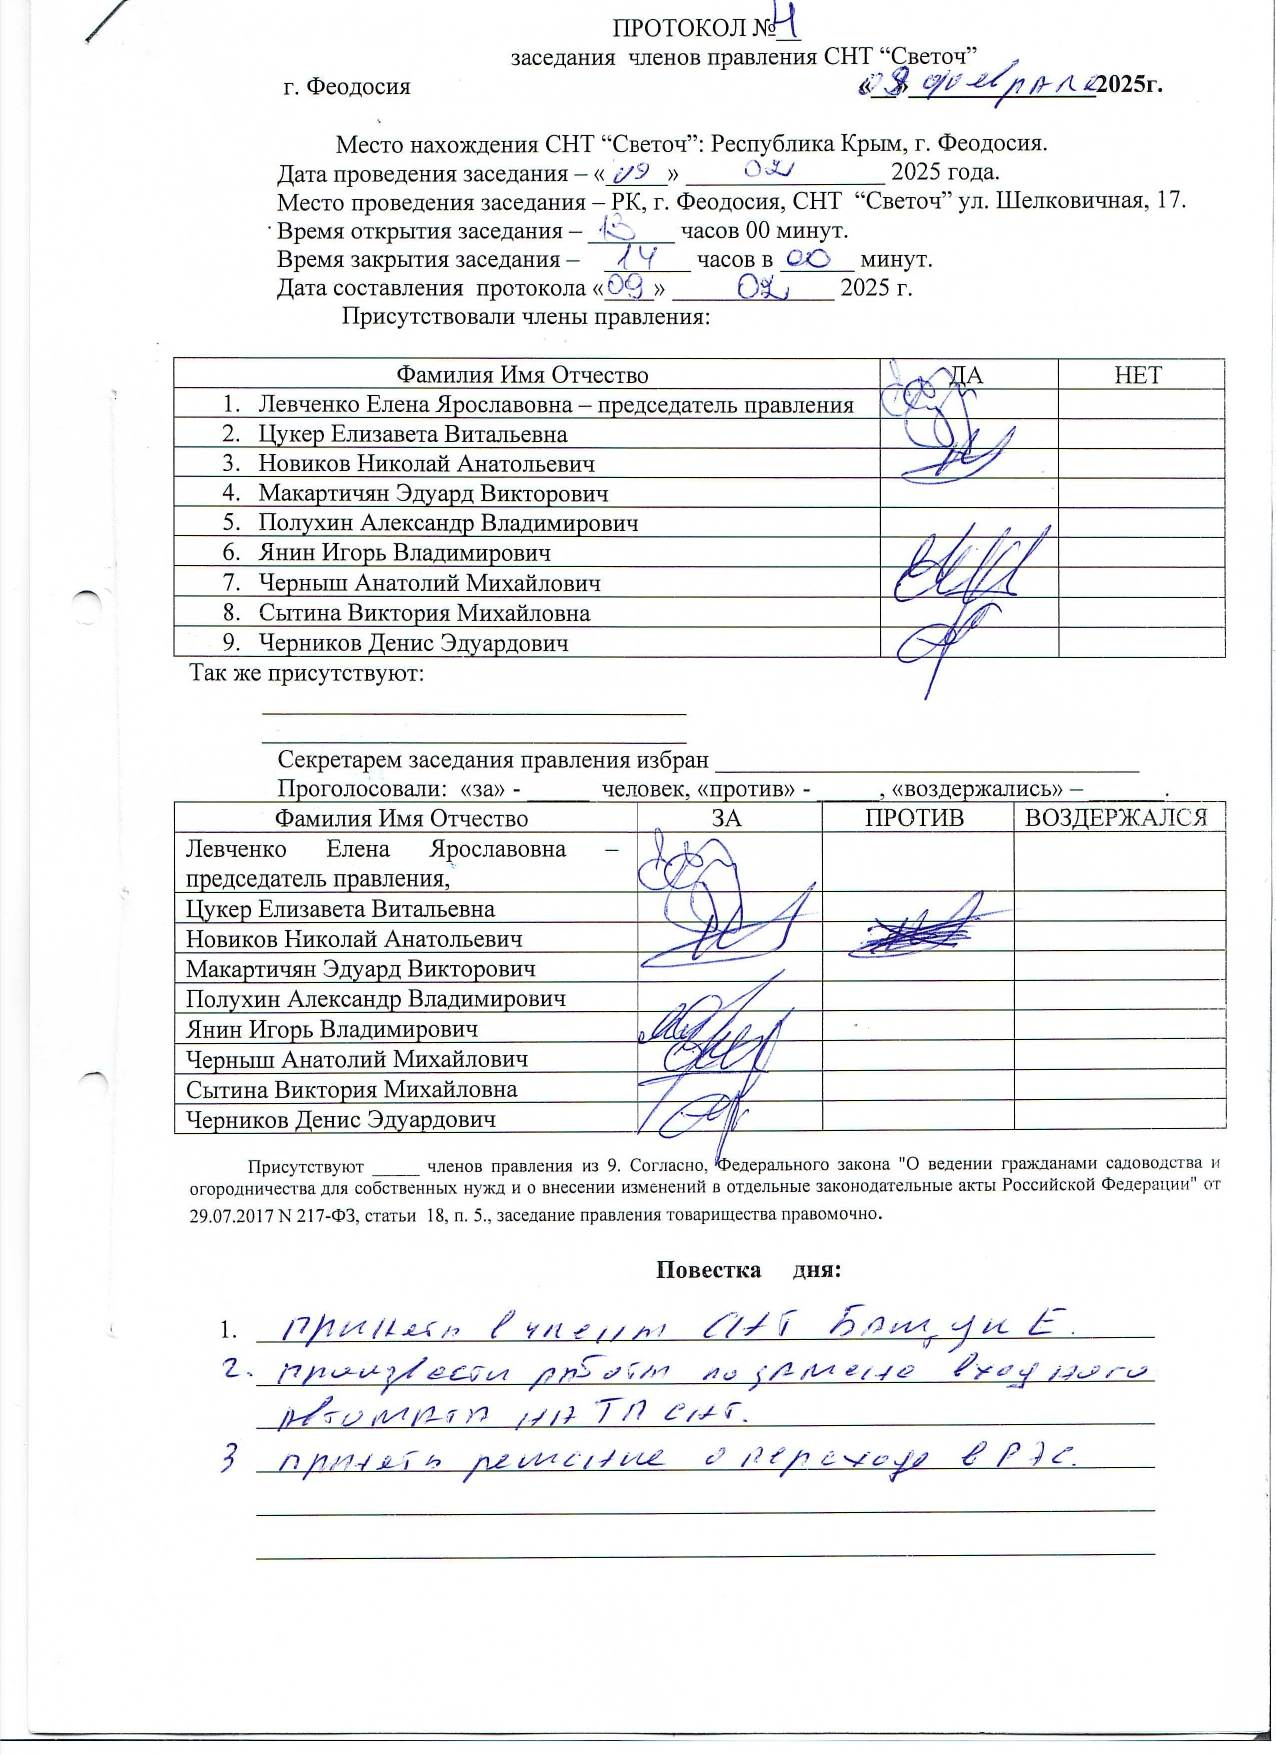 ПРОТОКОЛ № 4
заседания членов правления СНТ “Светоч”
г. Феодосия «09» февраля 2025г.
Место нахождения СНТ “Светоч”: Республика Крым, г. Феодосия.
Дата проведения заседания – «09» 02 2025 года.
Место проведения заседания – РК, г. Феодосия, СНТ “Светоч” ул. Шелковичная, 17.
Время открытия заседания – 13 часов 00 минут.
Время закрытия заседания – 14 часов в 00 минут.
Дата составления протокола «09» 02 2025 г.
Присутствовали члены правления:
Фамилия Имя Отчество ДА НЕТ
1. Левченко Елена Ярославовна – председатель правления
2. Цукер Елизавета Витальевна
3. Новиков Николай Анатольевич
4. Макартичян Эдуард Викторович
5. Полухин Александр Владимирович
6. Янин Игорь Владимирович
7. Черныш Анатолий Михайлович
8. Сытина Виктория Михайловна
9. Черников Денис Эдуардович
Так же присутствуют:
Секретарем заседания правления избран
Проголосовали: «за» - _____ человек, «против» - _____, «воздержались» – ______.
Фамилия Имя Отчество ЗА ПРОТИВ ВОЗДЕРЖАЛСЯ
Левченко Елена Ярославовна –
председатель правления,
Цукер Елизавета Витальевна
Новиков Николай Анатольевич
Макартичян Эдуард Викторович
Полухин Александр Владимирович
Янин Игорь Владимирович
Черныш Анатолий Михайлович
Сытина Виктория Михайловна
Черников Денис Эдуардович
Присутствуют _____ членов правления из 9. Согласно, Федерального закона "О ведении гражданами садоводства и
огородничества для собственных нужд и о внесении изменений в отдельные законодательные акты Российской Федерации" от
29.07.2017 N 217-ФЗ, статьи 18, п. 5., заседание правления товарищества правомочно.
Повестка дня:
1. Принять в члены СНТ Е.
2. произвести работы по замене входного
автомата на ТП СНТ.
3 принять решение о переходе в РЭС.